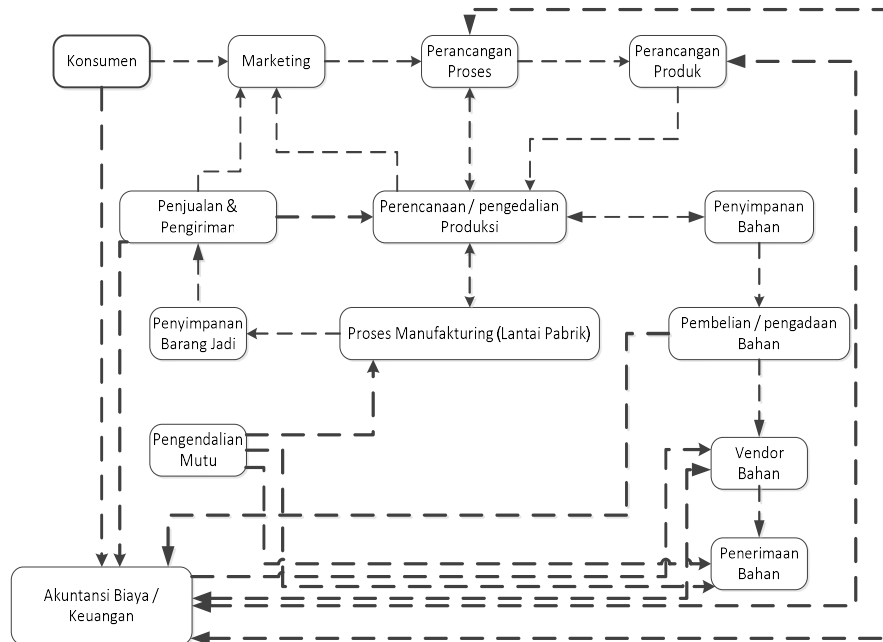 Konsumen
Marketing
Perancangan
Proses
Perancangan
Produk
Penjualan &
Pengiriman
Perencanaan / pengedalian
Produksi
Penyimpanan
Bahan
Penyimpanan
Barang Jadi
Proses Manufakturing (Lantai Pabrik)
Pembelian / pengadaan
Bahan
Pengendalian
Mutu
Vendor
Bahan
Penerimaan
Bahan
Akuntansi Biaya /
Keuangan